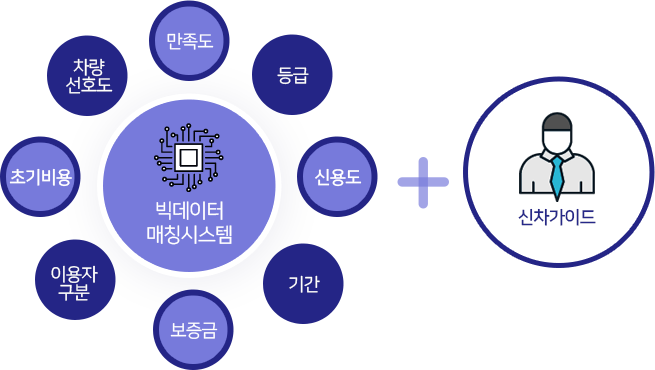 만족도
등급
차량
선호도
초기비용
신용도
빅데이터
매칭시스템
신차가이드
이용자
구분
기간
보증금